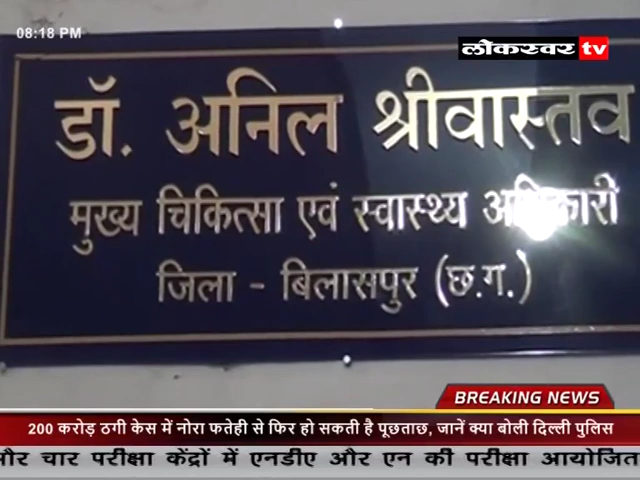 08:18 PM
लोकस्वर tv
डॉ. अनिल श्रीवास्तव
मुख्य चिकित्सा एवं स्वास्थ्य अधिकारी
जिला - बिलासपुर (छ.ग.)
BREAKING NEWS
200 करोड़ ठगी केस में नोरा फतेही से फिर हो सकती है पूछताछ, जानें क्या बोली दिल्ली पुलिस
और चार परीक्षा केंद्रों में एनडीए और एन की परीक्षा आयोजित